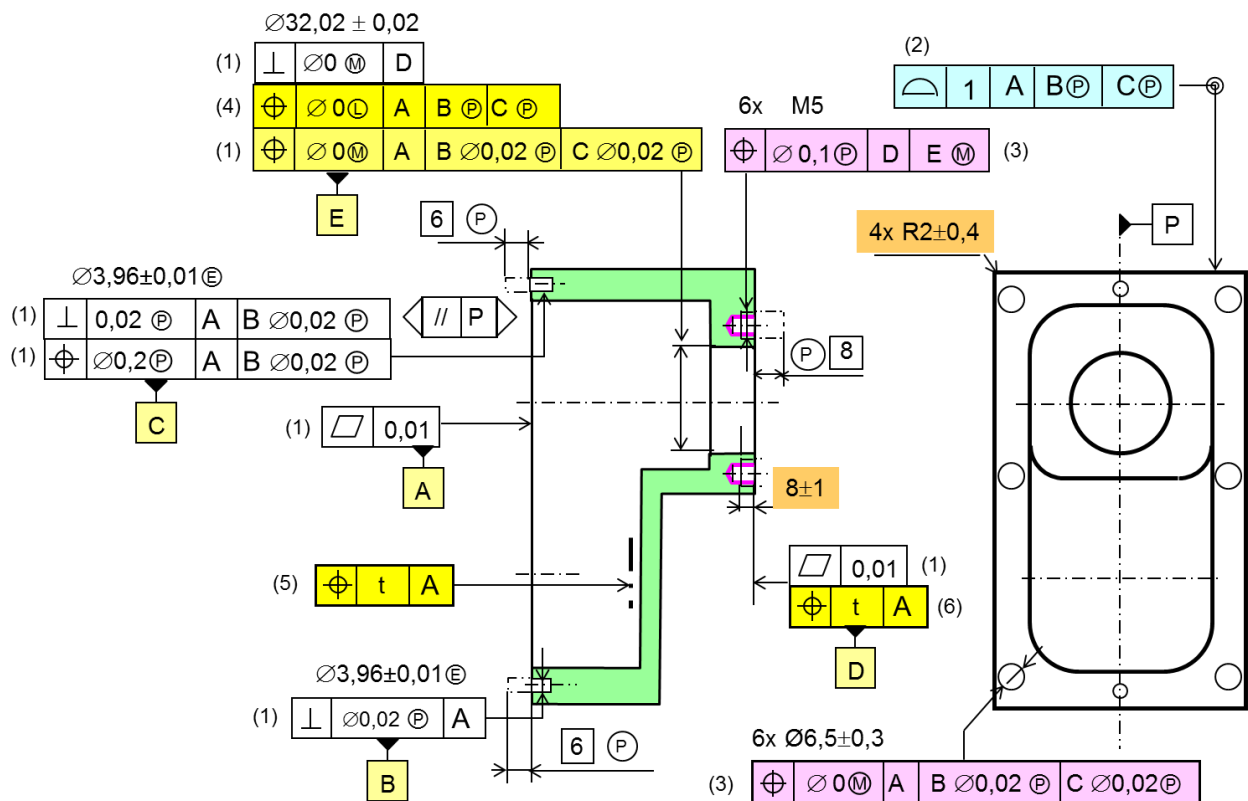 ∅32,02 ± 0,02
(1) ⊥ ∅0 Ⓜ D
(4) ⌖ ∅ 0Ⓛ A B Ⓟ C Ⓟ
(1) ⌖ ∅ 0Ⓜ A B ∅0,02 Ⓟ C ∅0,02 Ⓟ
E
(2)
⌓ 1 A BⓅ CⓅ
6x M5
⌖ ∅ 0,1Ⓟ D E Ⓜ (3)
6 Ⓟ
4x R2±0,4
P
∅3,96±0,01Ⓔ
(1) ⊥ 0,02 Ⓟ A B ∅0,02 Ⓟ
// P
(1) ⌖ ∅0,2Ⓟ A B ∅0,02 Ⓟ
C
Ⓟ 8
(1) ⏥ 0,01
A
8±1
(5) ⌖ t A
⏥ 0,01 (1)
⌖ t A (6)
D
∅3,96±0,01Ⓔ
(1) ⊥ ∅0,02 Ⓟ A
B
6 Ⓟ
6x Ø6,5±0,3
(3) ⌖ ∅ 0Ⓜ A B ∅0,02 Ⓟ C ∅0,02Ⓟ